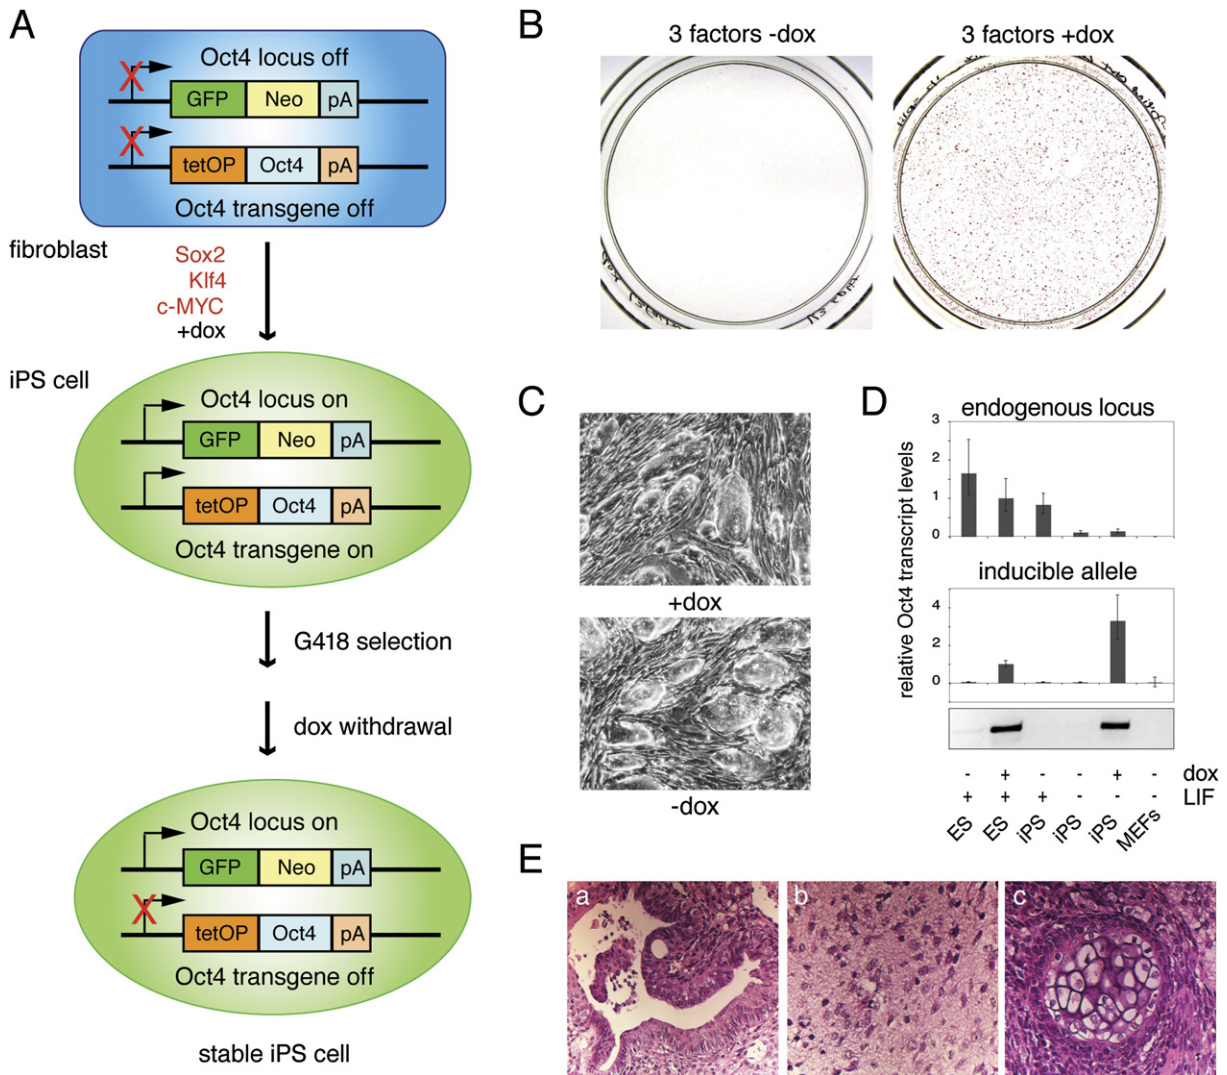 A
Oct4 locus off
GFP Neo pA
tetOP Oct4 pA
Oct4 transgene off
fibroblast
Sox2
Klf4
c-MYC
+dox
iPS cell
Oct4 locus on
GFP Neo pA
tetOP Oct4 pA
Oct4 transgene on
G418 selection
dox withdrawal
Oct4 locus on
GFP Neo pA
tetOP Oct4 pA
Oct4 transgene off
stable iPS cell
B
3 factors -dox
3 factors +dox
C
+dox
-dox
D
relative Oct4 transcript levels
endogenous locus
3
2
1
0
inducible allele
4
2
0
- + - - + - dox
+ + + - - - LIF
ES ES iPS iPS iPS MEFs
E
a
b
c